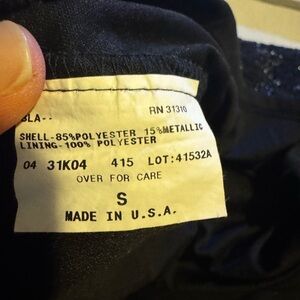 BLA-- RN 31310
SHELL-85%POLYESTER 15%METALLIC
LINING-100% POLYESTER
04 31K04 415 LOT:41532A
OVER FOR CARE
S
MADE IN U.S.A.